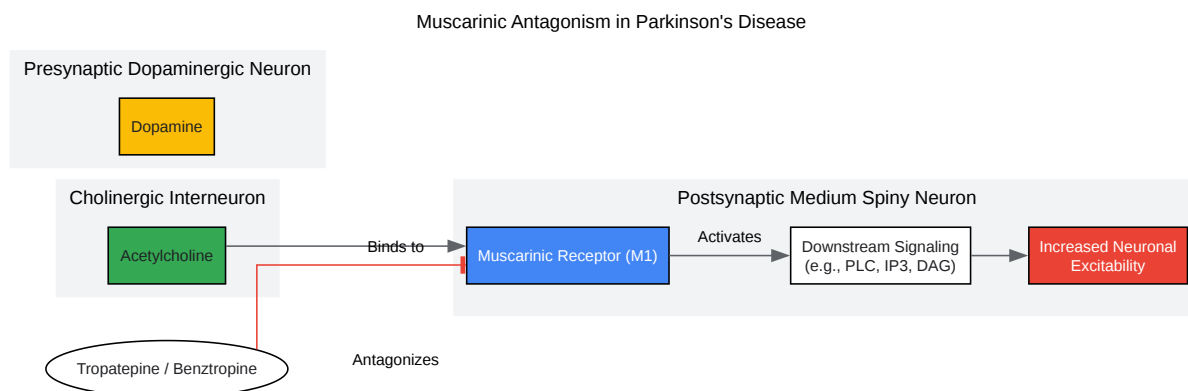 Muscarinic Antagonism in Parkinson's Disease
Presynaptic Dopaminergic Neuron
Dopamine
Cholinergic Interneuron
Acetylcholine
Binds to
Postsynaptic Medium Spiny Neuron
Muscarinic Receptor (M1)
Activates
Downstream Signaling
(e.g., PLC, IP3, DAG)
Increased Neuronal
Excitability
Tropatepine / Benztropine
Antagonizes